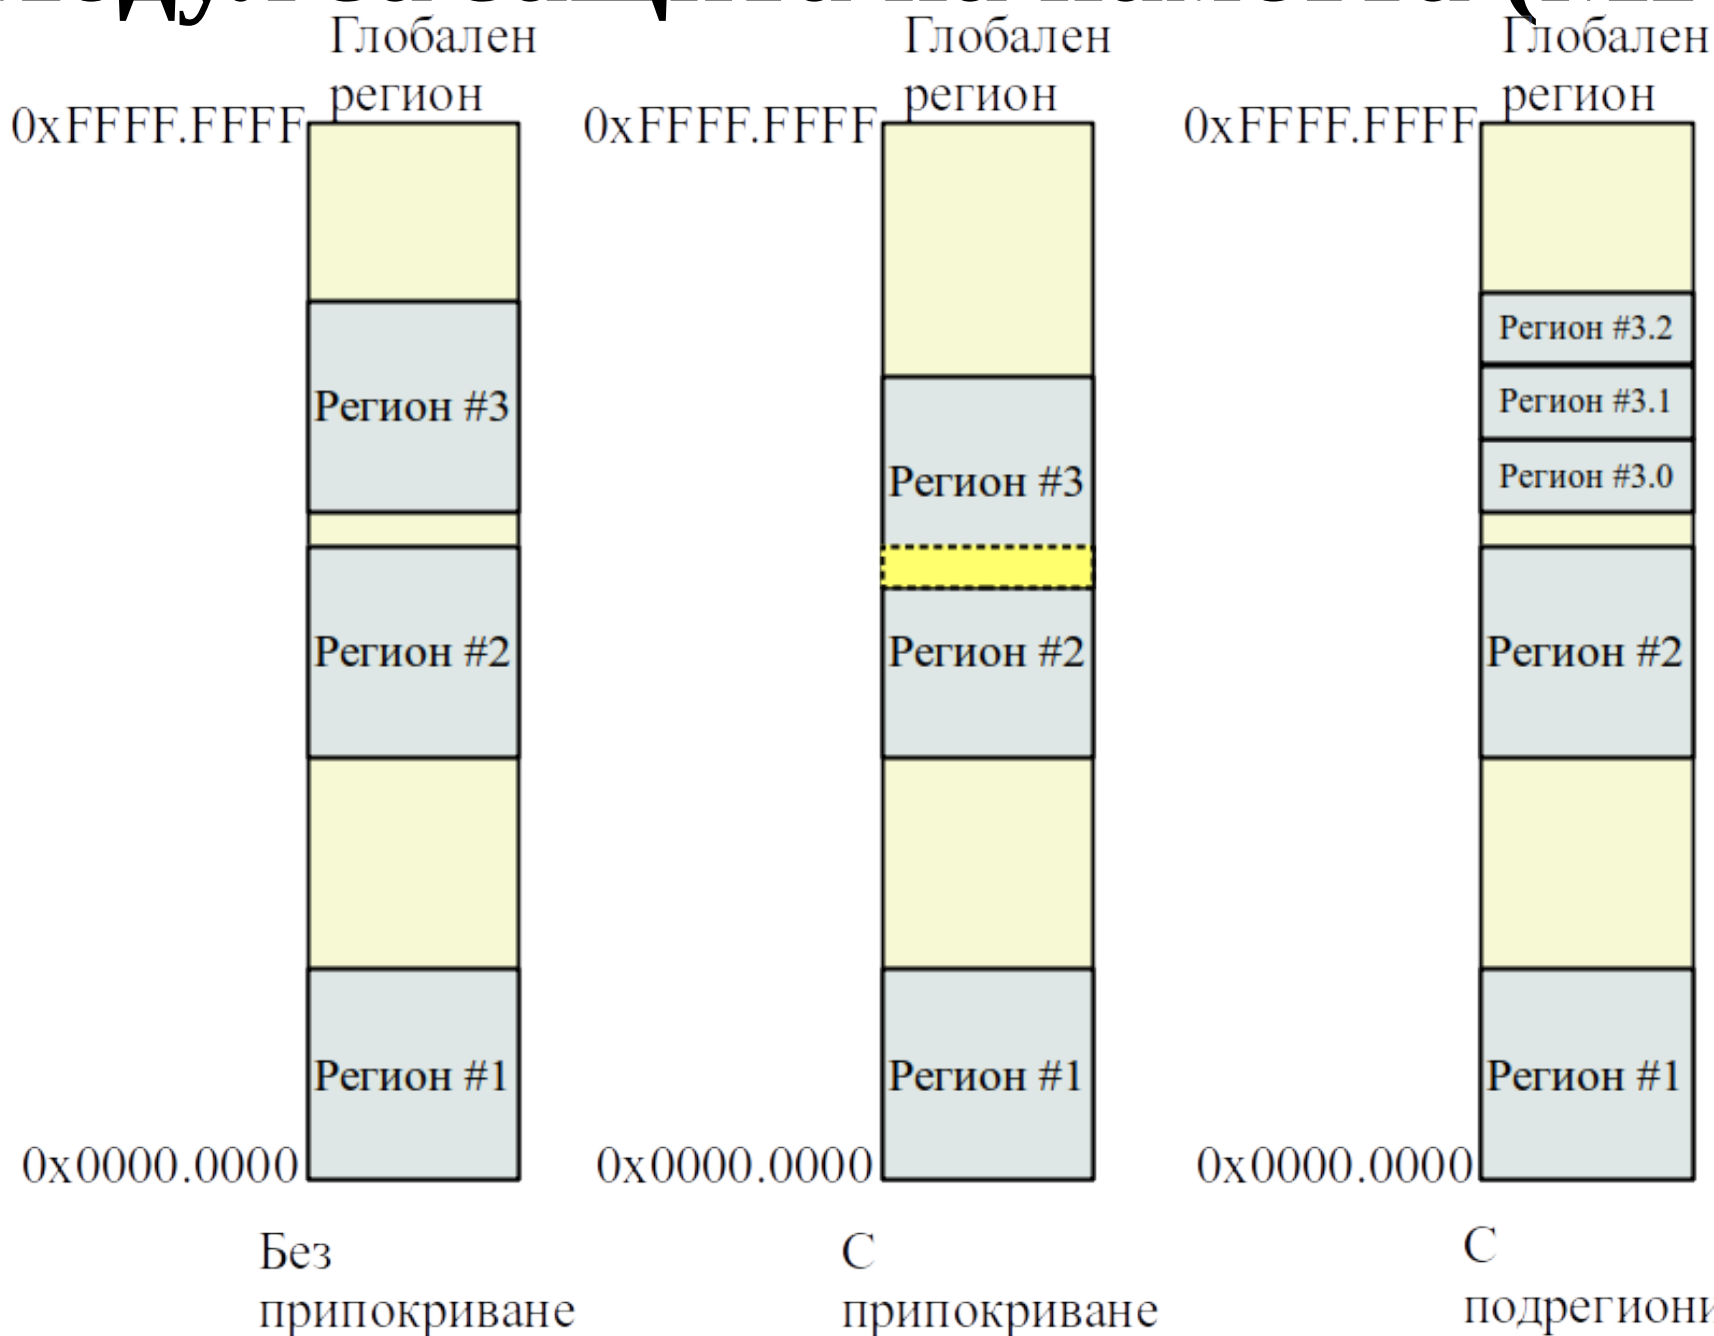 Глобален
регион
0xFFFF.FFFF
Регион #3
Регион #2
Регион #1
0x0000.0000
Без
припокриване
Глобален
регион
0xFFFF.FFFF
Регион #3
Регион #2
Регион #1
0x0000.0000
С
припокриване
Глобален
регион
0xFFFF.FFFF
Регион #3.2
Регион #3.1
Регион #3.0
Регион #2
Регион #1
0x0000.0000
С
подрегиони